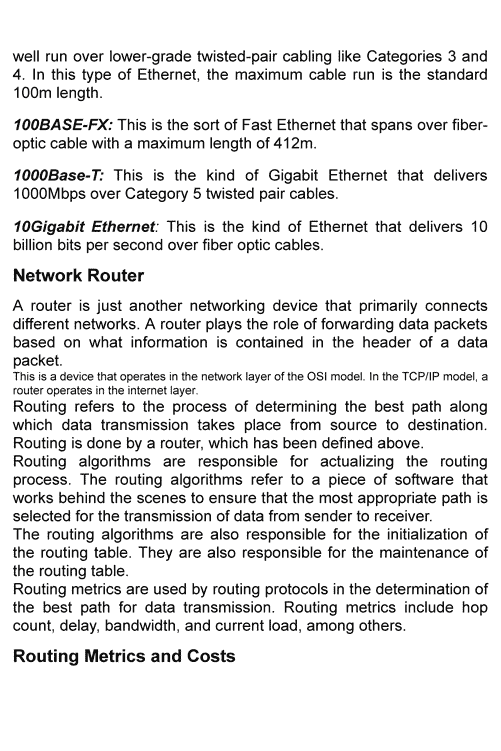 well run over lower-grade twisted-pair cabling like Categories 3 and
4. In this type of Ethernet, the maximum cable run is the standard
100m length.
100BASE-FX: This is the sort of Fast Ethernet that spans over fiber-
optic cable with a maximum length of 412m.
1000Base-T: This is the kind of Gigabit Ethernet that delivers
1000Mbps over Category 5 twisted pair cables.
10Gigabit Ethernet: This is the kind of Ethernet that delivers 10
billion bits per second over fiber optic cables.
Network Router
A router is just another networking device that primarily connects
different networks. A router plays the role of forwarding data packets
based on what information is contained in the header of a data
packet.
This is a device that operates in the network layer of the OSI model. In the TCP/IP model, a
router operates in the internet layer.
Routing refers to the process of determining the best path along
which data transmission takes place from source to destination.
Routing is done by a router, which has been defined above.
Routing algorithms are responsible for actualizing the routing
process. The routing algorithms refer to a piece of software that
works behind the scenes to ensure that the most appropriate path is
selected for the transmission of data from sender to receiver.
The routing algorithms are also responsible for the initialization of
the routing table. They are also responsible for the maintenance of
the routing table.
Routing metrics are used by routing protocols in the determination of
the best path for data transmission. Routing metrics include hop
count, delay, bandwidth, and current load, among others.
Routing Metrics and Costs